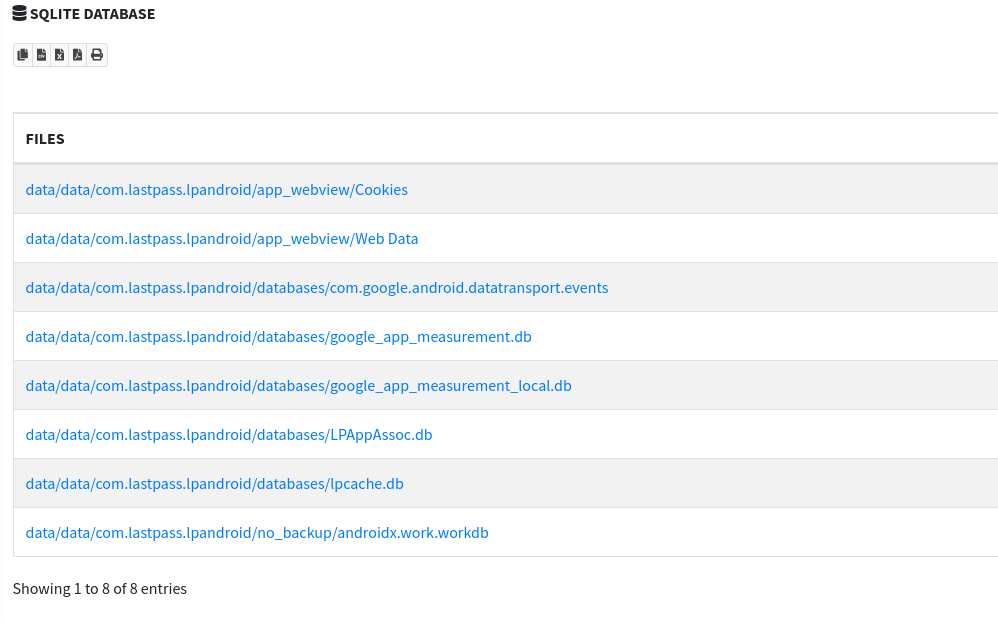 SQLITE DATABASE
FILES
data/data/com.lastpass.lpandroid/app_webview/Cookies
data/data/com.lastpass.lpandroid/app_webview/Web Data
data/data/com.lastpass.lpandroid/databases/com.google.android.datatransport.events
data/data/com.lastpass.lpandroid/databases/google_app_measurement.db
data/data/com.lastpass.lpandroid/databases/google_app_measurement_local.db
data/data/com.lastpass.lpandroid/databases/LPAppAssoc.db
data/data/com.lastpass.lpandroid/databases/lpcache.db
data/data/com.lastpass.lpandroid/no_backup/androidx.work.workdb
Showing 1 to 8 of 8 entries